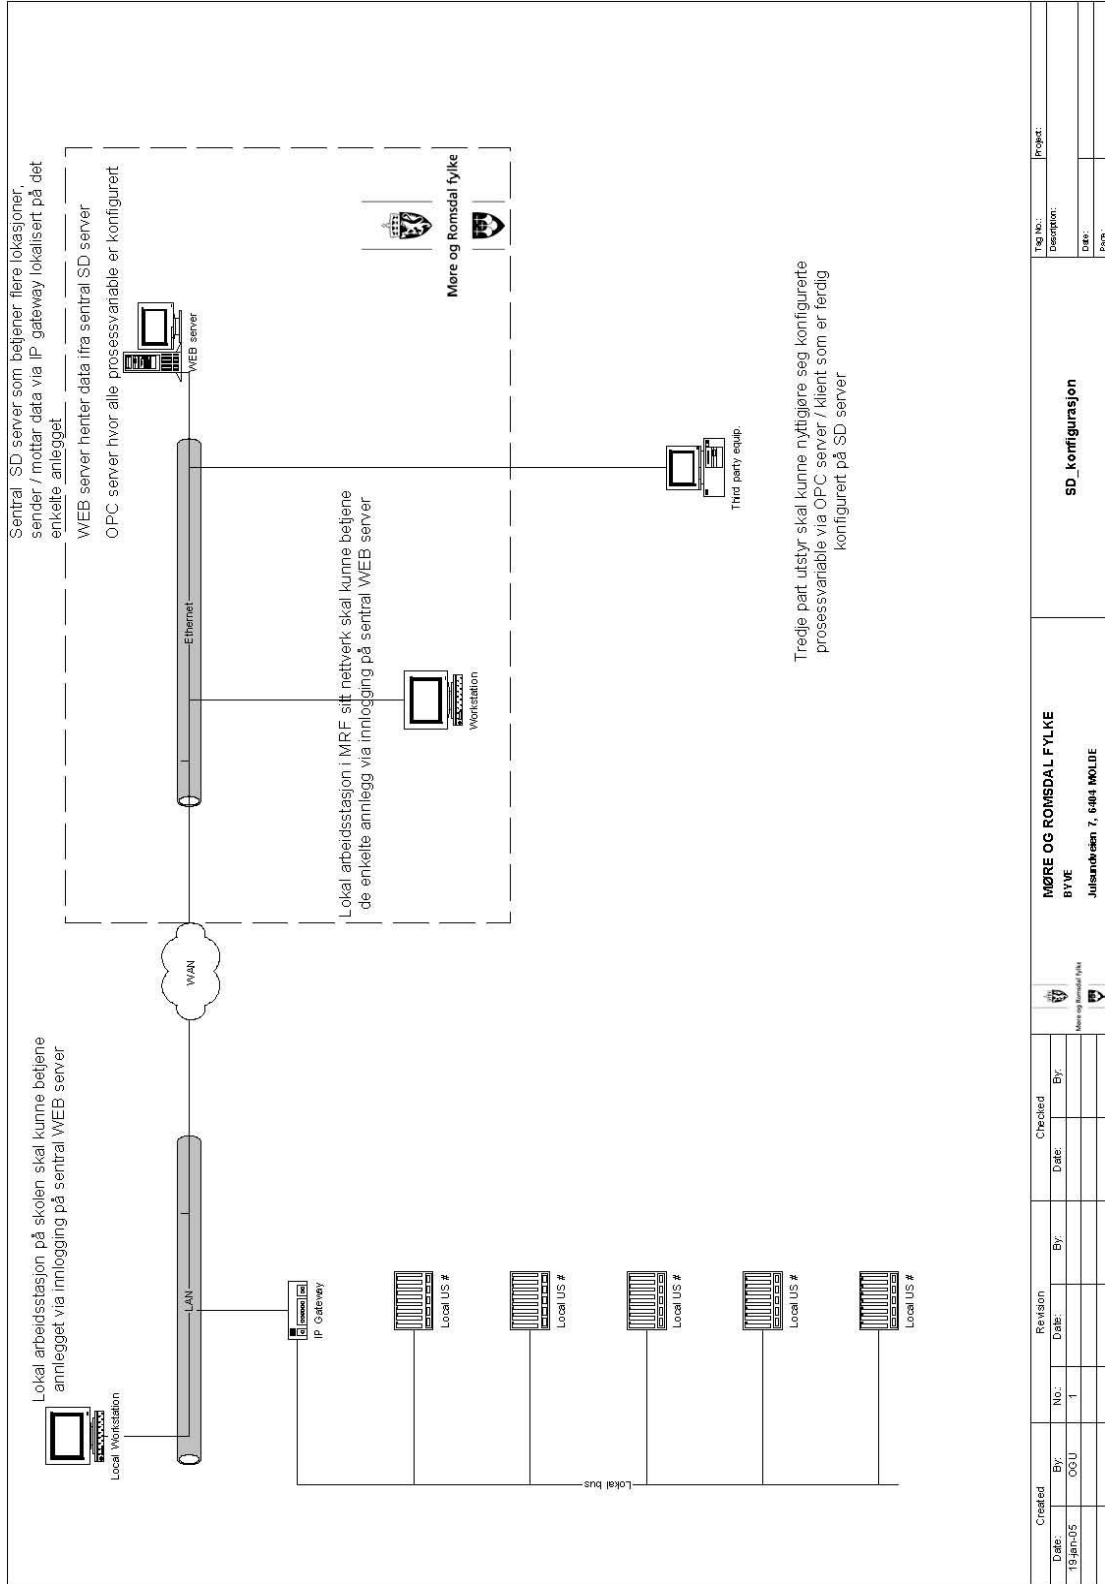 Sentral SD server som betjener flere lokasjoner,
sender / mottar data via IP gateway lokalisert på det
enkelte anlegget
WEB server henter data ifra sentral SD server
OPC server hvor alle prosessvariable er konfigurert
WEB server
Ethernet
Møre og Romsdal fylke
Lokal arbeidsstasjon i MRF sitt nettverk skal kunne betjene
de enkelte annlegg via innlogging på sentral WEB server
Workstation
Third party equip.
Tredje part utstyr skal kunne nyttigjøre seg konfigurerte
prosessvariable via OPC server / klient som er ferdig
konfigurert på SD server
WAN
Lokal arbeidsstasjon på skolen skal kunne betjene
annlegget via innlogging på sentral WEB server
Local Workstation
LAN
IP Gateway
Local US #
Local US #
Local US #
Local US #
Local US #
Lokal bus
Created
Revision
Checked
Date:
By:
No.:
Date:
By:
Date:
By:
19-jan-05
OGU
1
Møre og Romsdal fylke
MØRE OG ROMSDAL FYLKE
BYVE
Julsundveien 7, 6404 MOLDE
SD_konfigurasjon
Tag No.:
Project:
Description:
Date:
Page: